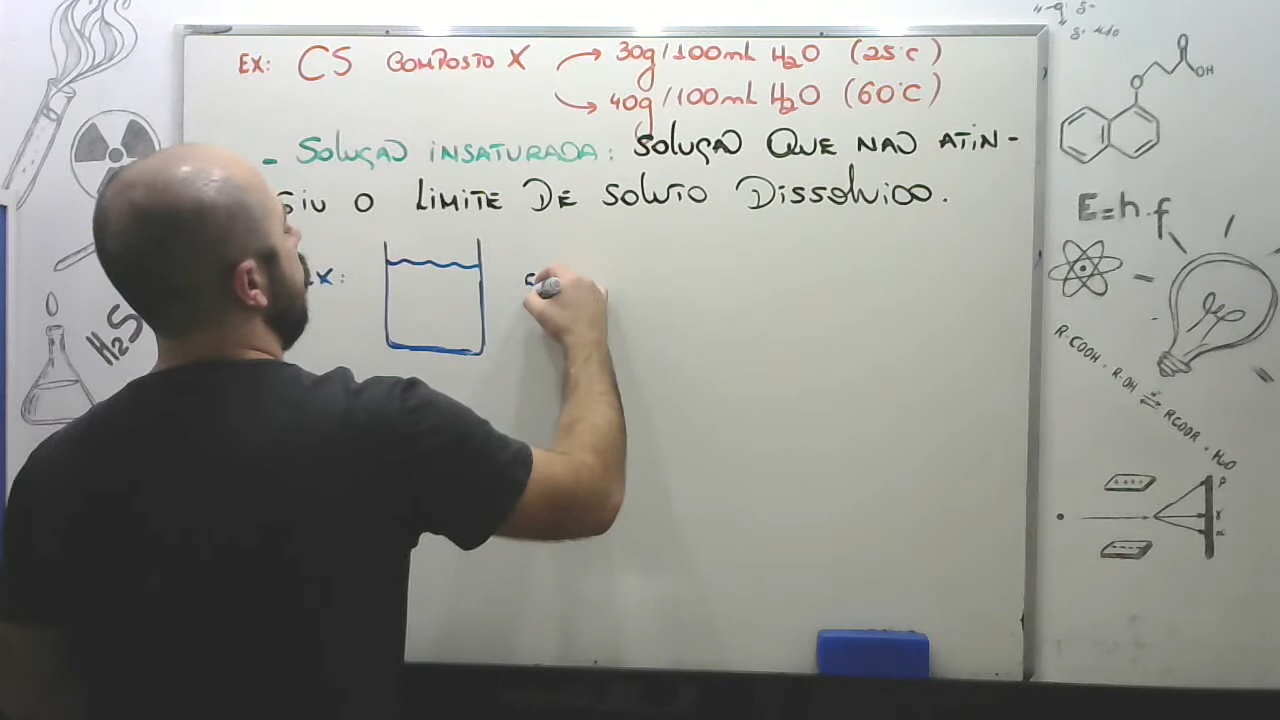 EX: CS COMPOSTO X 30g/100mL H₂O (25°C)
40g/100mL H₂O (60°C)
- SOLUÇÃO INSATURADA: SOLUÇÃO QUE NÃO ATIN-
GIU O LIMITE DE SOLUTO DISSOLVIDO.
EX:
H₂S
OH
E=h.f
R-COOH + R-OH ⇌ RCOOR + H₂O
β
γ
α